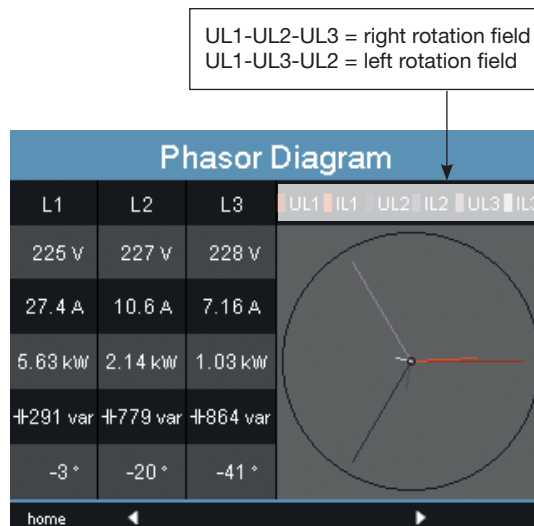 UL1-UL2-UL3 = right rotation field
UL1-UL3-UL2 = left rotation field
Phasor Diagram
L1 L2 L3 UL1 IL1 UL2 IL2 UL3 IL3
225 V 227 V 228 V
27.4 A 10.6 A 7.16 A
5.63 kW 2.14 kW 1.03 kW
⊣⊢291 var ⊣⊢779 var ⊣⊢864 var
-3 ° -20 ° -41 °
home ◀ ▶